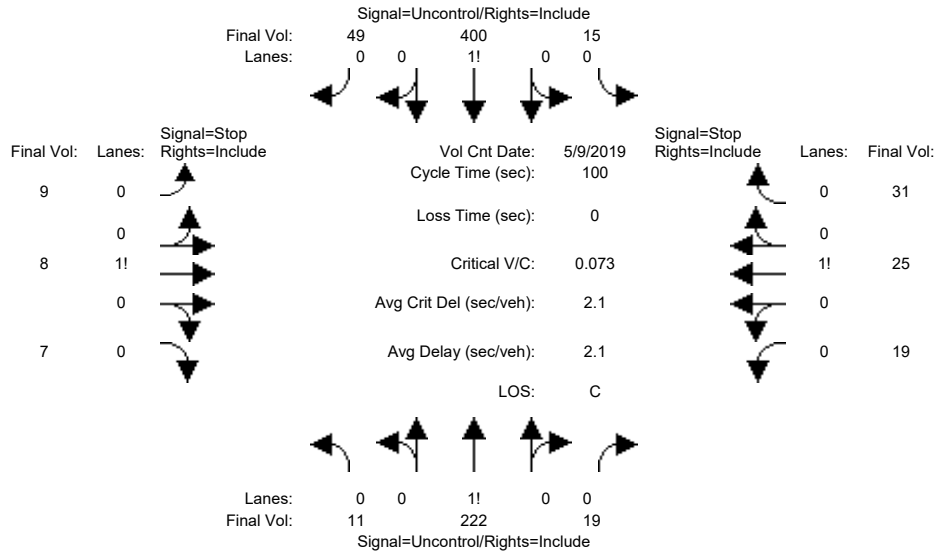 Signal=Uncontrol/Rights=Include
Final Vol: 49 400 15
Lanes: 0 0 1! 0 0
Signal=Stop Signal=Stop
Final Vol: Lanes: Rights=Include Vol Cnt Date: 5/9/2019 Rights=Include Lanes: Final Vol:
Cycle Time (sec): 100
9 0 0 31
Loss Time (sec): 0
0 0
8 1! Critical V/C: 0.073 1! 25
0 Avg Crit Del (sec/veh): 2.1 0
7 0 Avg Delay (sec/veh): 2.1 0 19
LOS: C
Lanes: 0 0 1! 0 0
Final Vol: 11 222 19
Signal=Uncontrol/Rights=Include